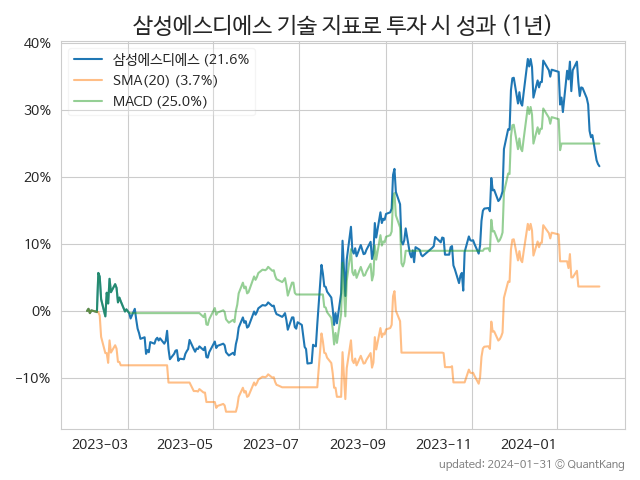 삼성에스디에스 기술 지표로 투자 시 성과 (1년)
40%
30%
20%
10%
0%
−10%
삼성에스디에스 (21.6%
SMA(20) (3.7%)
MACD (25.0%)
2023-03
2023-05
2023-07
2023-09
2023-11
2024-01
updated: 2024-01-31 © QuantKang